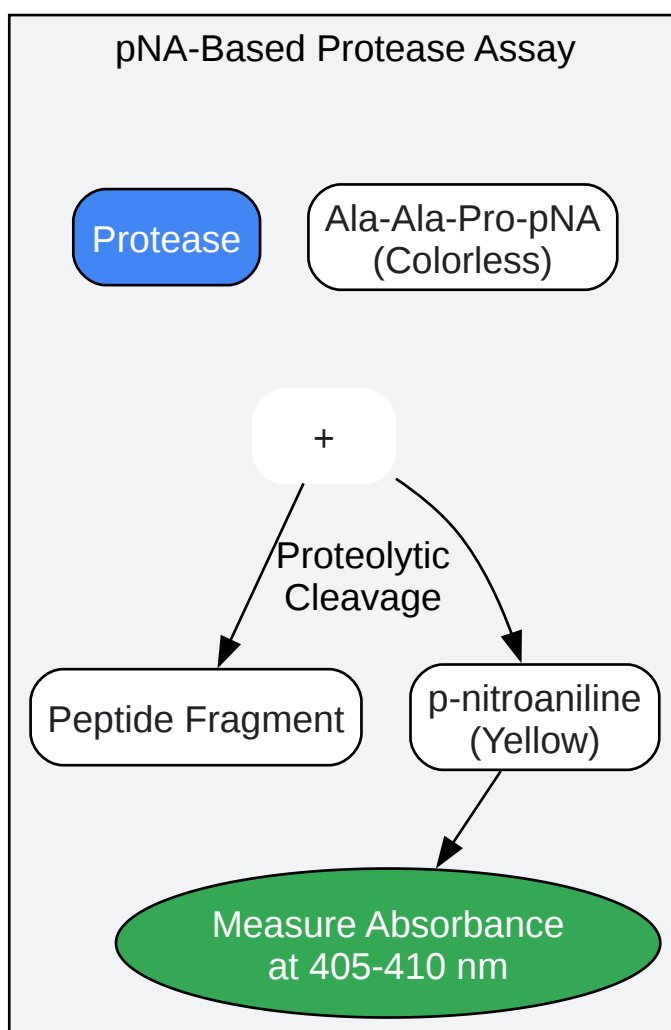 pNA-Based Protease Assay
Protease
Ala-Ala-Pro-pNA
(Colorless)
+
Proteolytic
Cleavage
Peptide Fragment
p-nitroaniline
(Yellow)
Measure Absorbance
at 405-410 nm